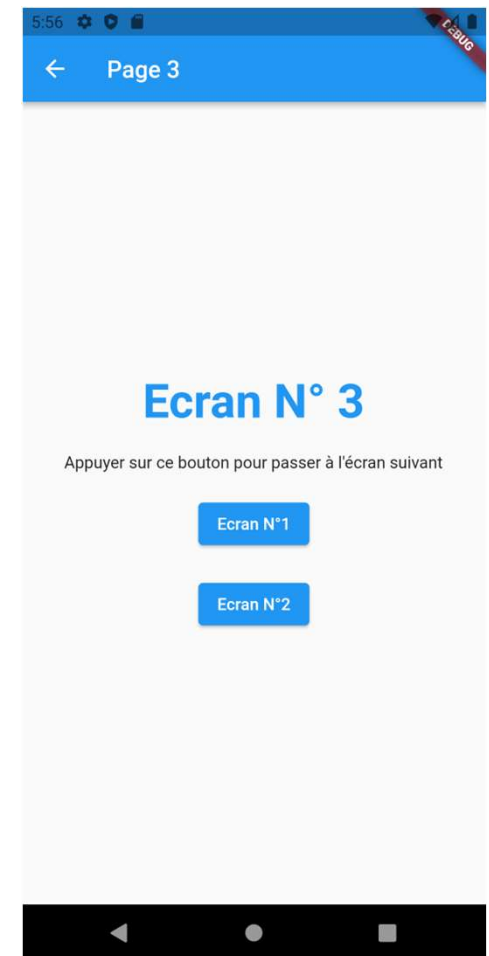 5:56
DEBUG
Page 3
Ecran N° 3
Appuyer sur ce bouton pour passer à l'écran suivant
Ecran N°1
Ecran N°2